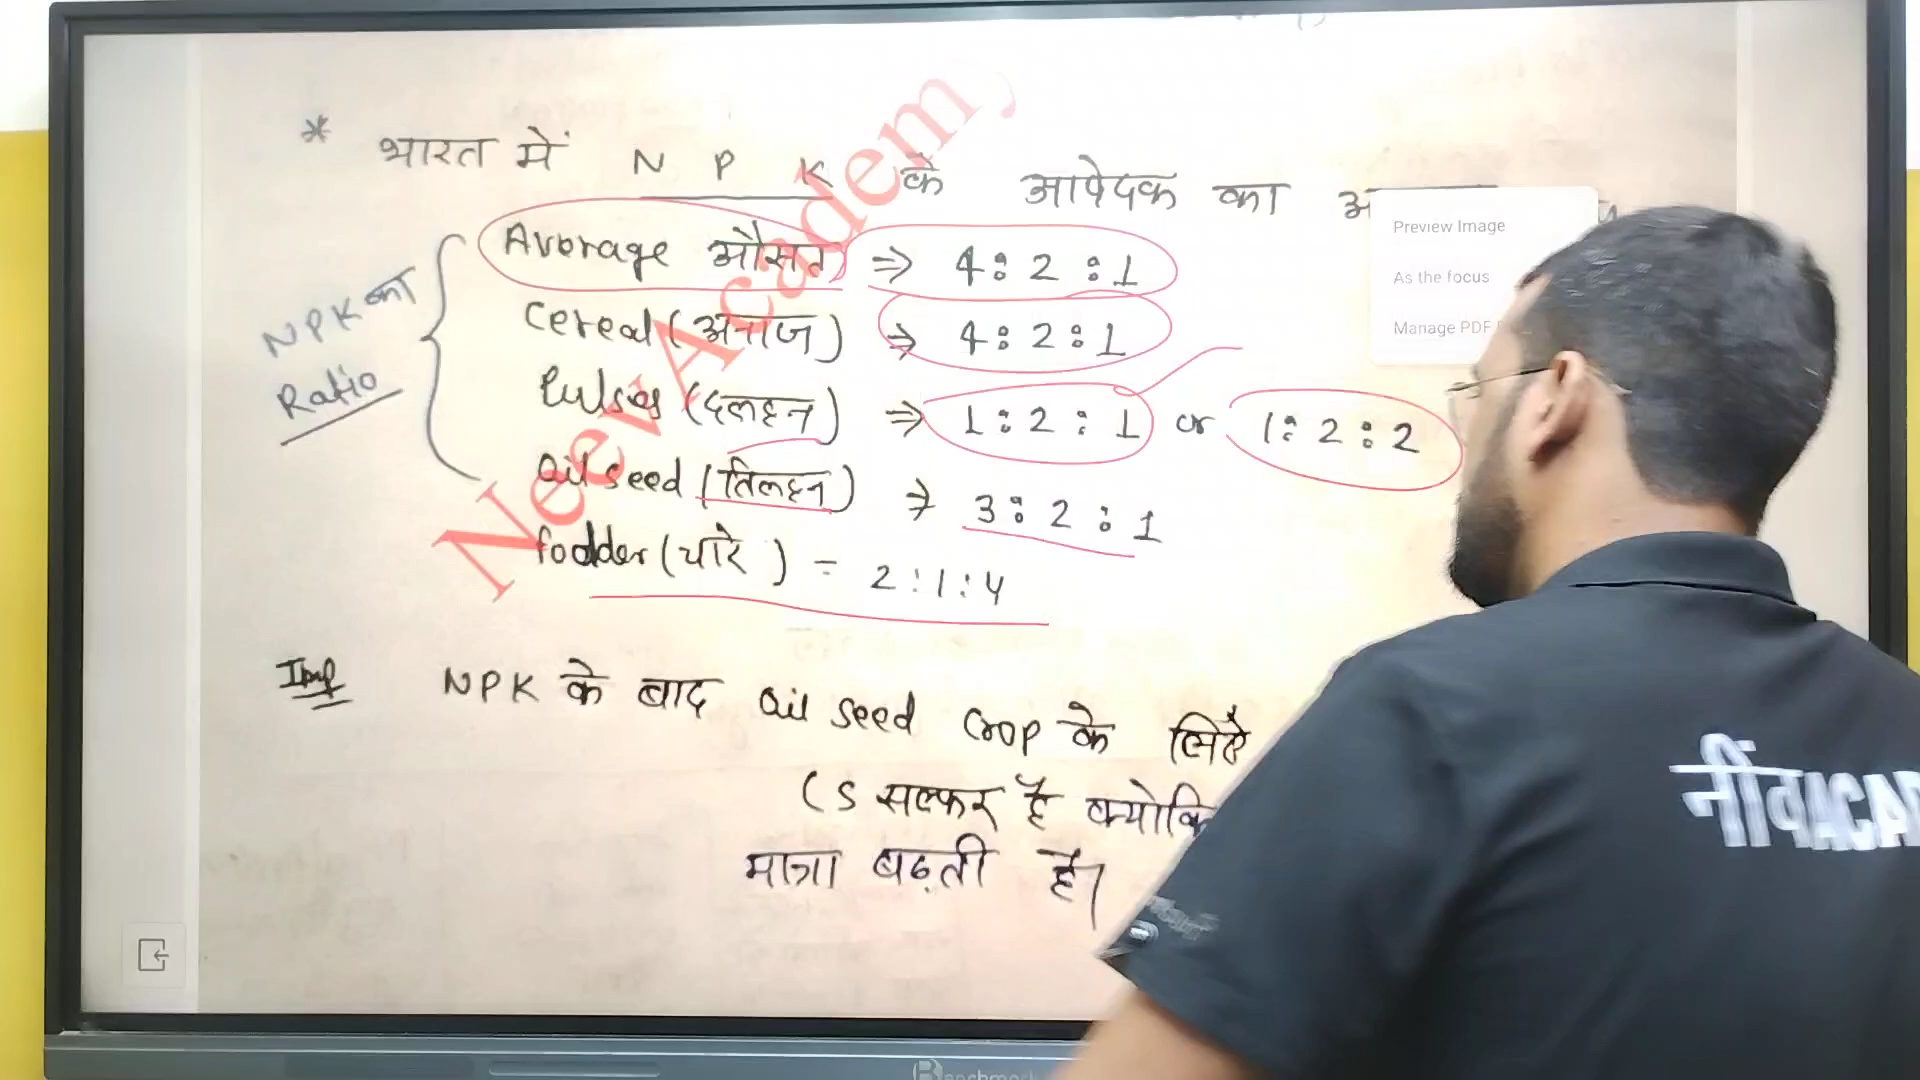 * भारत में N P K के आपेदक का
Average औसत ⇒ 4:2:1
NPK का
Ratio
Cereal (अनाज) ⇒ 4:2:1
Pulses (दलहन) ⇒ 1:2:1 or 1:2:2
Oil seed (तिलहन) ⇒ 3:2:1
fodder (चारे) = 2:1:4
Imp NPK के बाद Oil seed Crop के लिए
(S सल्फर है क्योकि
मात्रा बढ़ती है।
Neev Academy
Preview Image
As the focus
Manage PDF
नींव ACAD